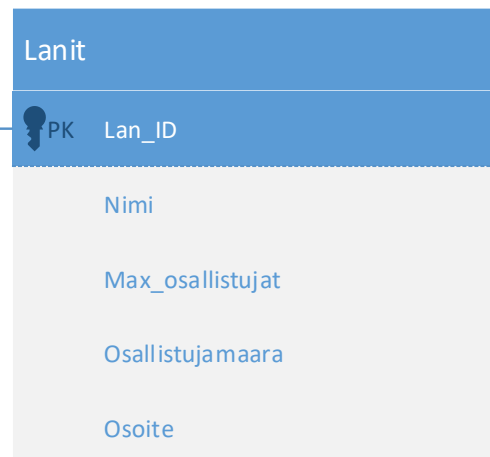 Lanit
PK Lan_ID
Nimi
Max_osallistujat
Osallistujamaara
Osoite